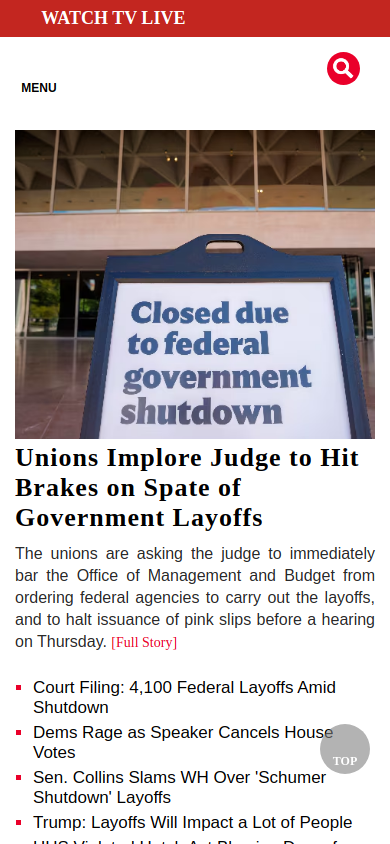 WATCH TV LIVE
MENU
Closed due
to federal
government
shutdown
Unions Implore Judge to Hit
Brakes on Spate of
Government Layoffs
The unions are asking the judge to immediately
bar the Office of Management and Budget from
ordering federal agencies to carry out the layoffs,
and to halt issuance of pink slips before a hearing
on Thursday. [Full Story]
Court Filing: 4,100 Federal Layoffs Amid
Shutdown
Dems Rage as Speaker Cancels House
Votes
TOP
Sen. Collins Slams WH Over 'Schumer
Shutdown' Layoffs
Trump: Layoffs Will Impact a Lot of People